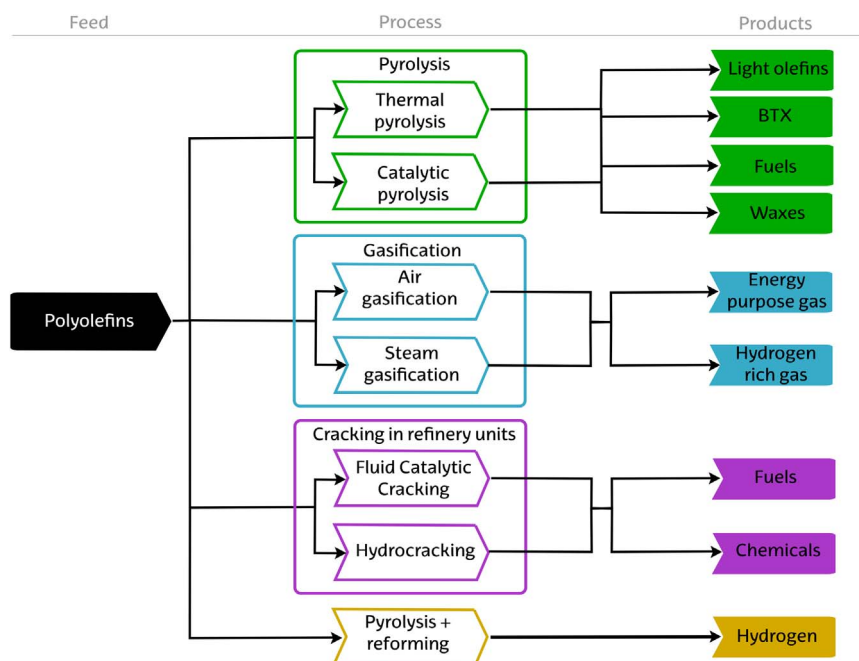 Feed
Process
Products
Pyrolysis
Thermal
pyrolysis
Catalytic
pyrolysis
Light olefins
BTX
Fuels
Waxes
Polyolefins
Gasification
Air
gasification
Steam
gasification
Energy
purpose gas
Hydrogen
rich gas
Cracking in refinery units
Fluid Catalytic
Cracking
Hydrocracking
Fuels
Chemicals
Pyrolysis +
reforming
Hydrogen